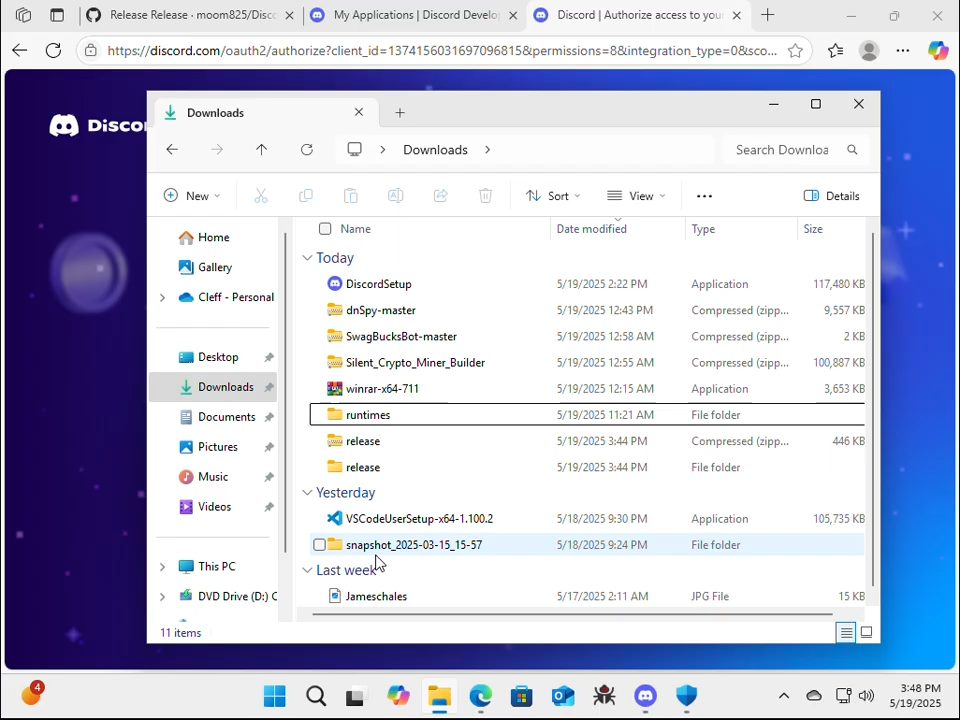 Release Release · moom825/Disc
My Applications | Discord Develo
Discord | Authorize access to you
https://discord.com/oauth2/authorize?client_id=1374156031697096815&permissions=8&integration_type=0&sco...
Discor
Downloads
Downloads
Search Downloa
New
Sort
View
Details
Name Date modified Type Size
Home
Gallery
Cleff - Personal
Desktop
Downloads
Documents
Pictures
Music
Videos
This PC
DVD Drive (D:) C
Today
DiscordSetup 5/19/2025 2:22 PM Application 117,480 KB
dnSpy-master 5/19/2025 12:43 PM Compressed (zipp... 9,557 KB
SwagBucksBot-master 5/19/2025 12:58 AM Compressed (zipp... 2 KB
Silent_Crypto_Miner_Builder 5/19/2025 12:55 AM Compressed (zipp... 100,887 KB
winrar-x64-711 5/19/2025 12:15 AM Application 3,653 KB
runtimes 5/19/2025 11:21 AM File folder
release 5/19/2025 3:44 PM Compressed (zipp... 446 KB
release 5/19/2025 3:44 PM File folder
Yesterday
VSCodeUserSetup-x64-1.100.2 5/18/2025 9:30 PM Application 105,735 KB
snapshot_2025-03-15_15-57 5/18/2025 9:24 PM File folder
Last week
Jameschales 5/17/2025 2:11 AM JPG File 15 KB
11 items
4
3:48 PM
5/19/2025